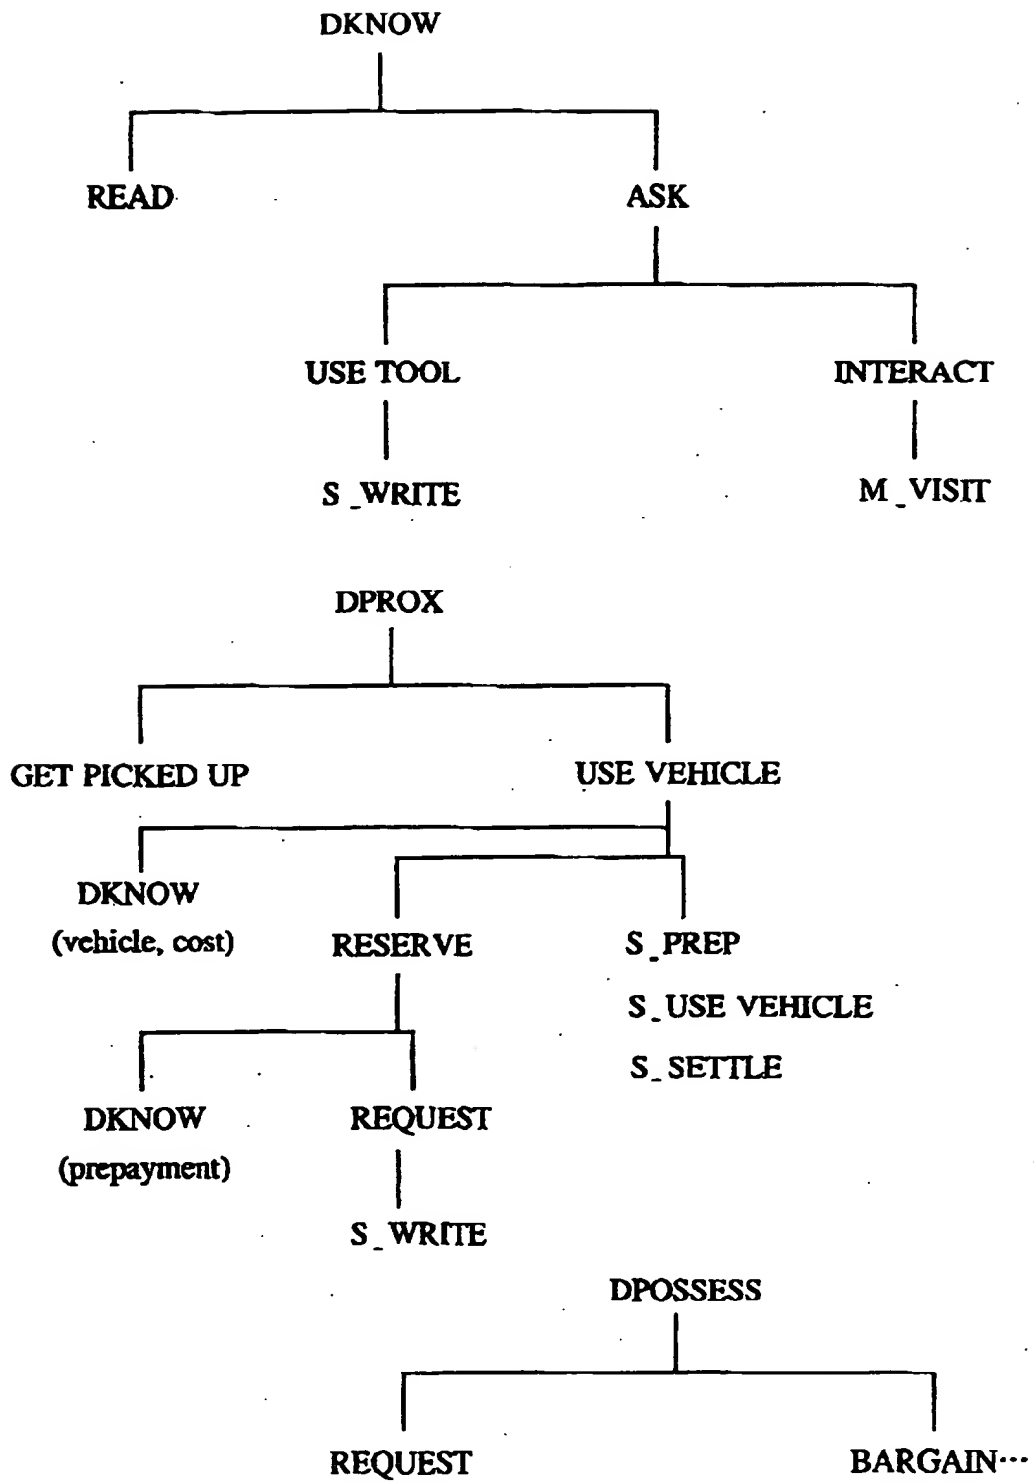 DKNOW
READ
ASK
USE TOOL
INTERACT
S_WRITE
M_VISIT
DPROX
GET PICKED UP
USE VEHICLE
DKNOW
(vehicle, cost)
RESERVE
S_PREP
S_USE VEHICLE
S_SETTLE
DKNOW
(prepayment)
REQUEST
S_WRITE
DPOSSESS
REQUEST
BARGAIN...